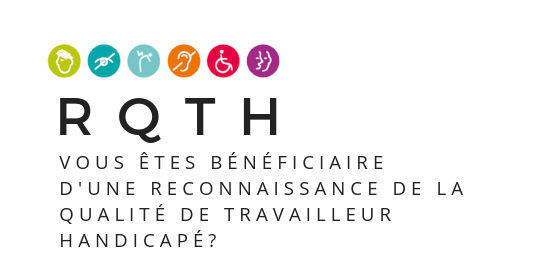 RQTH
VOUS ÊTES BÉNÉFICIAIRE
D'UNE RECONNAISSANCE DE LA
QUALITÉ DE TRAVAILLEUR
HANDICAPÉ?